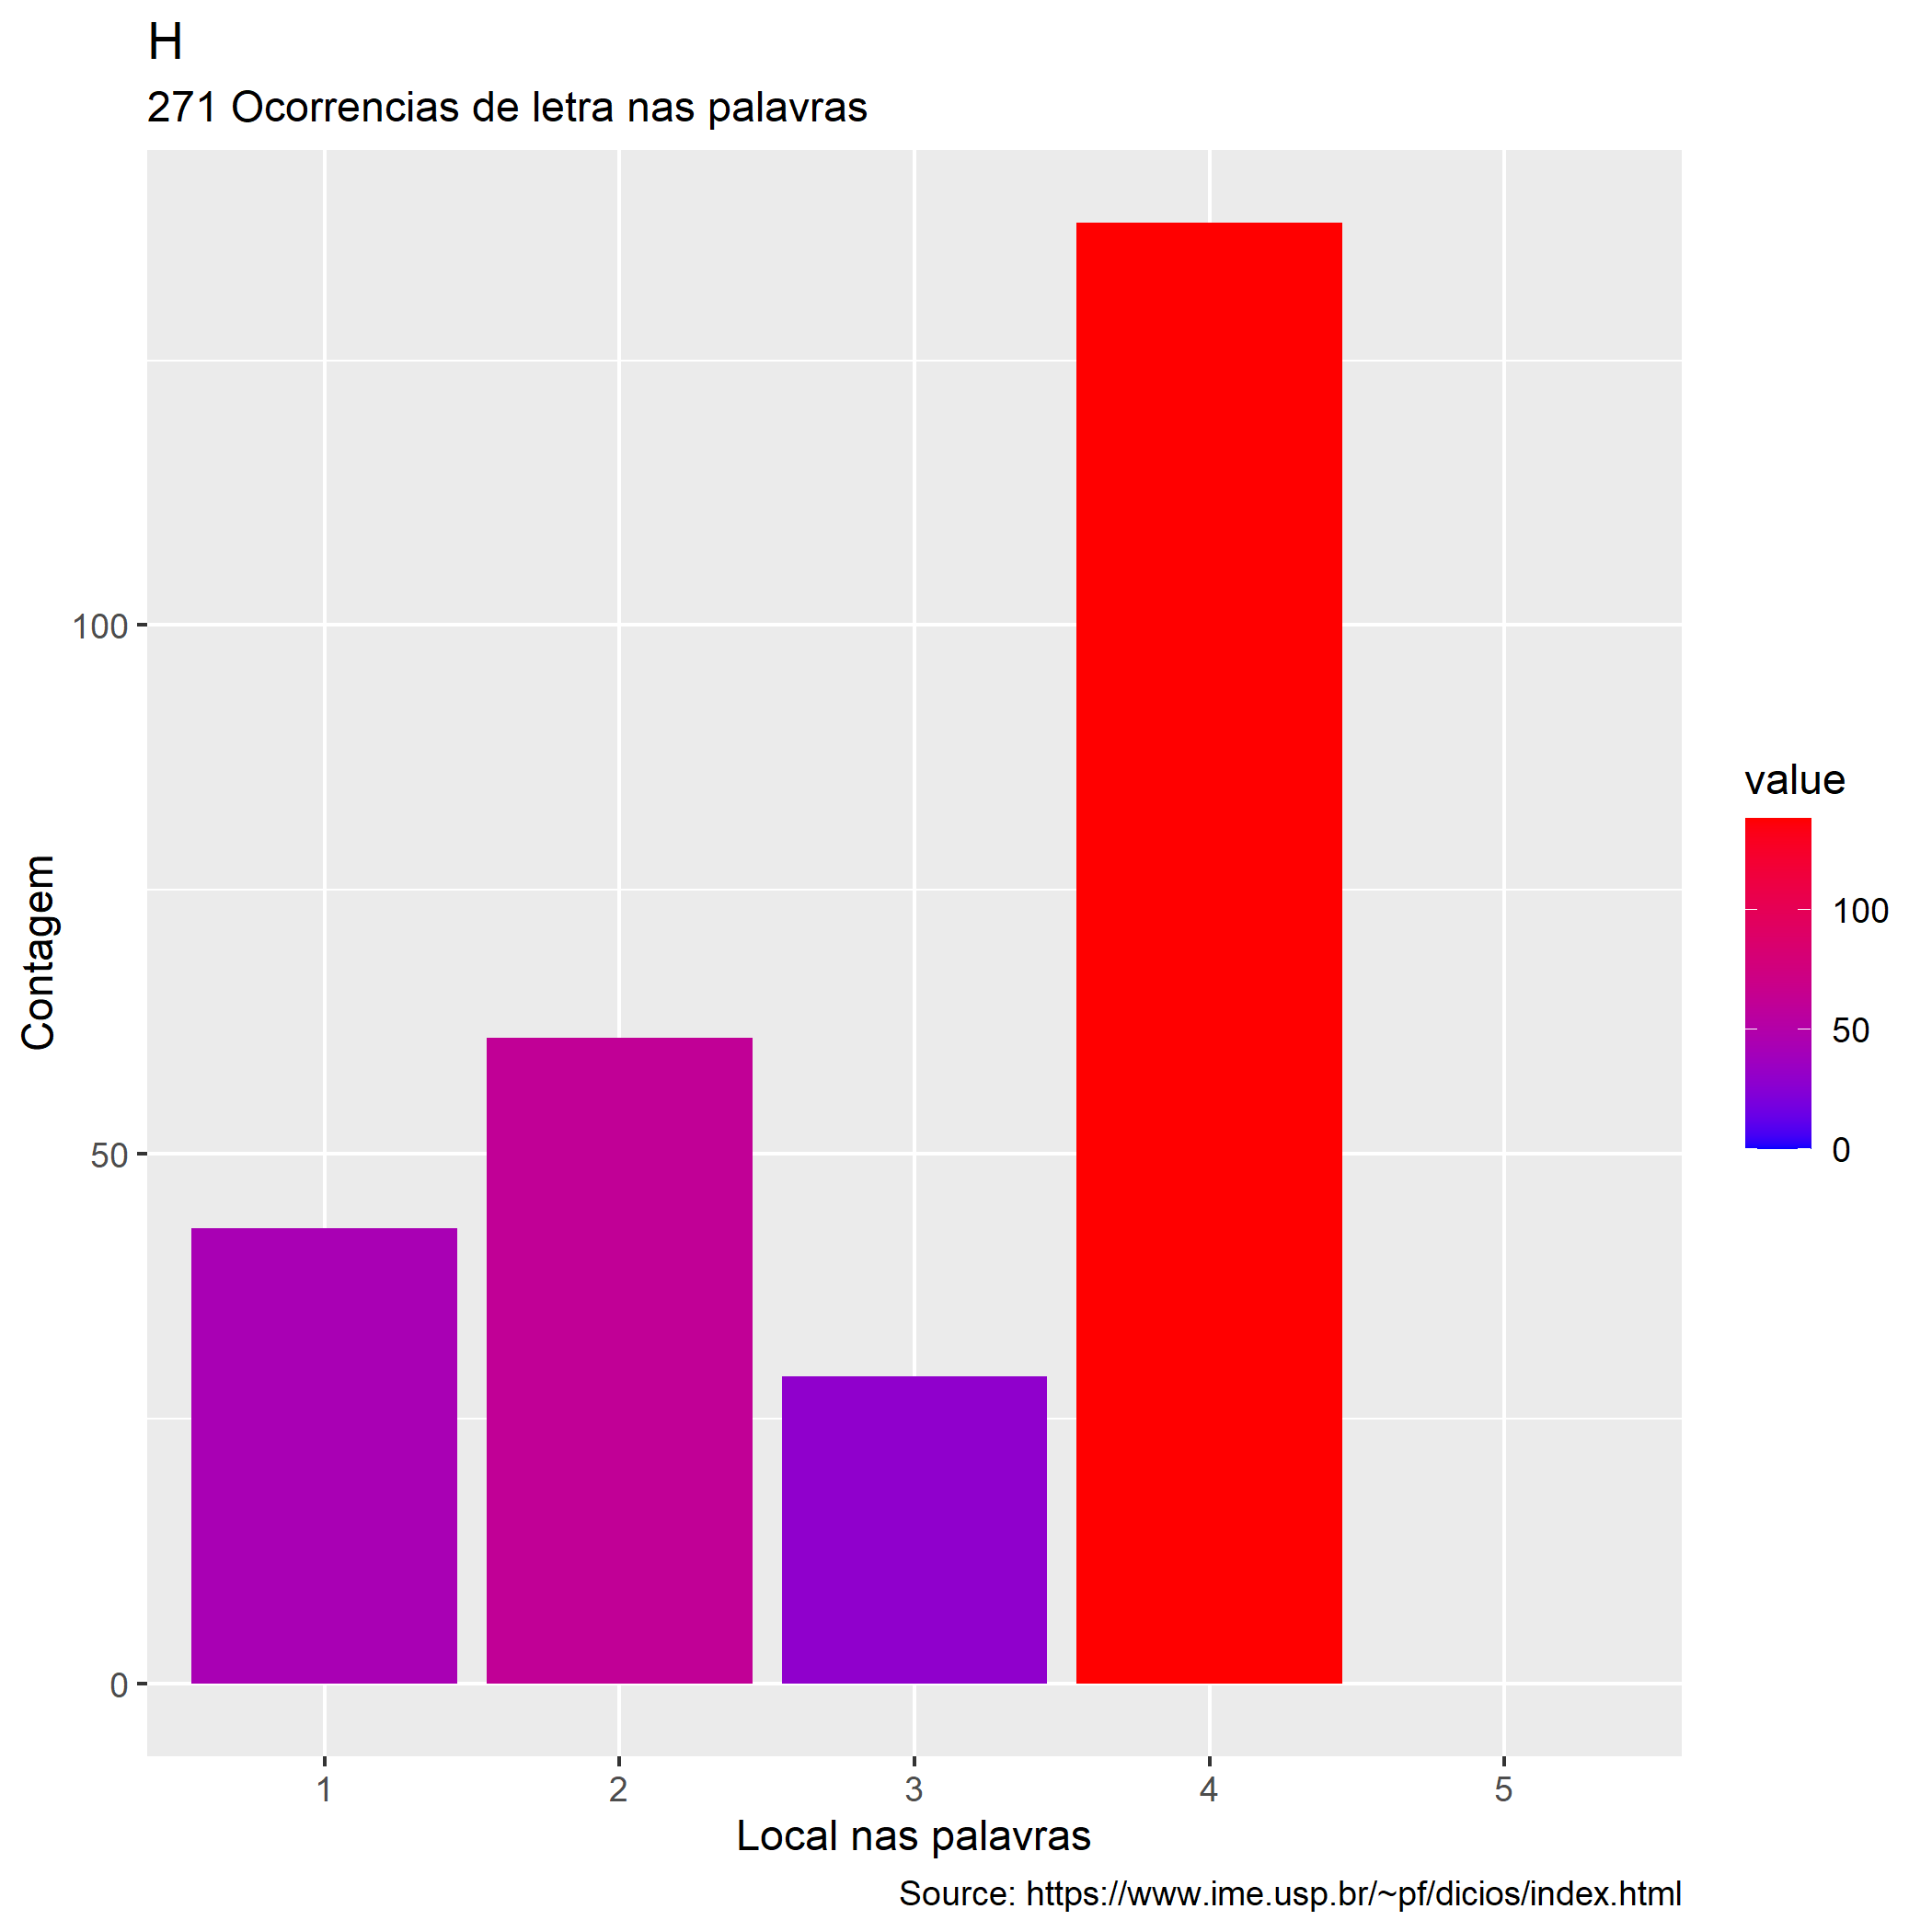 H
271 Ocorrencias de letra nas palavras
Contagem
100
50
0
1 2 3 4 5
Local nas palavras
value
100
50
0
Source: https://www.ime.usp.br/~pf/dicios/index.html